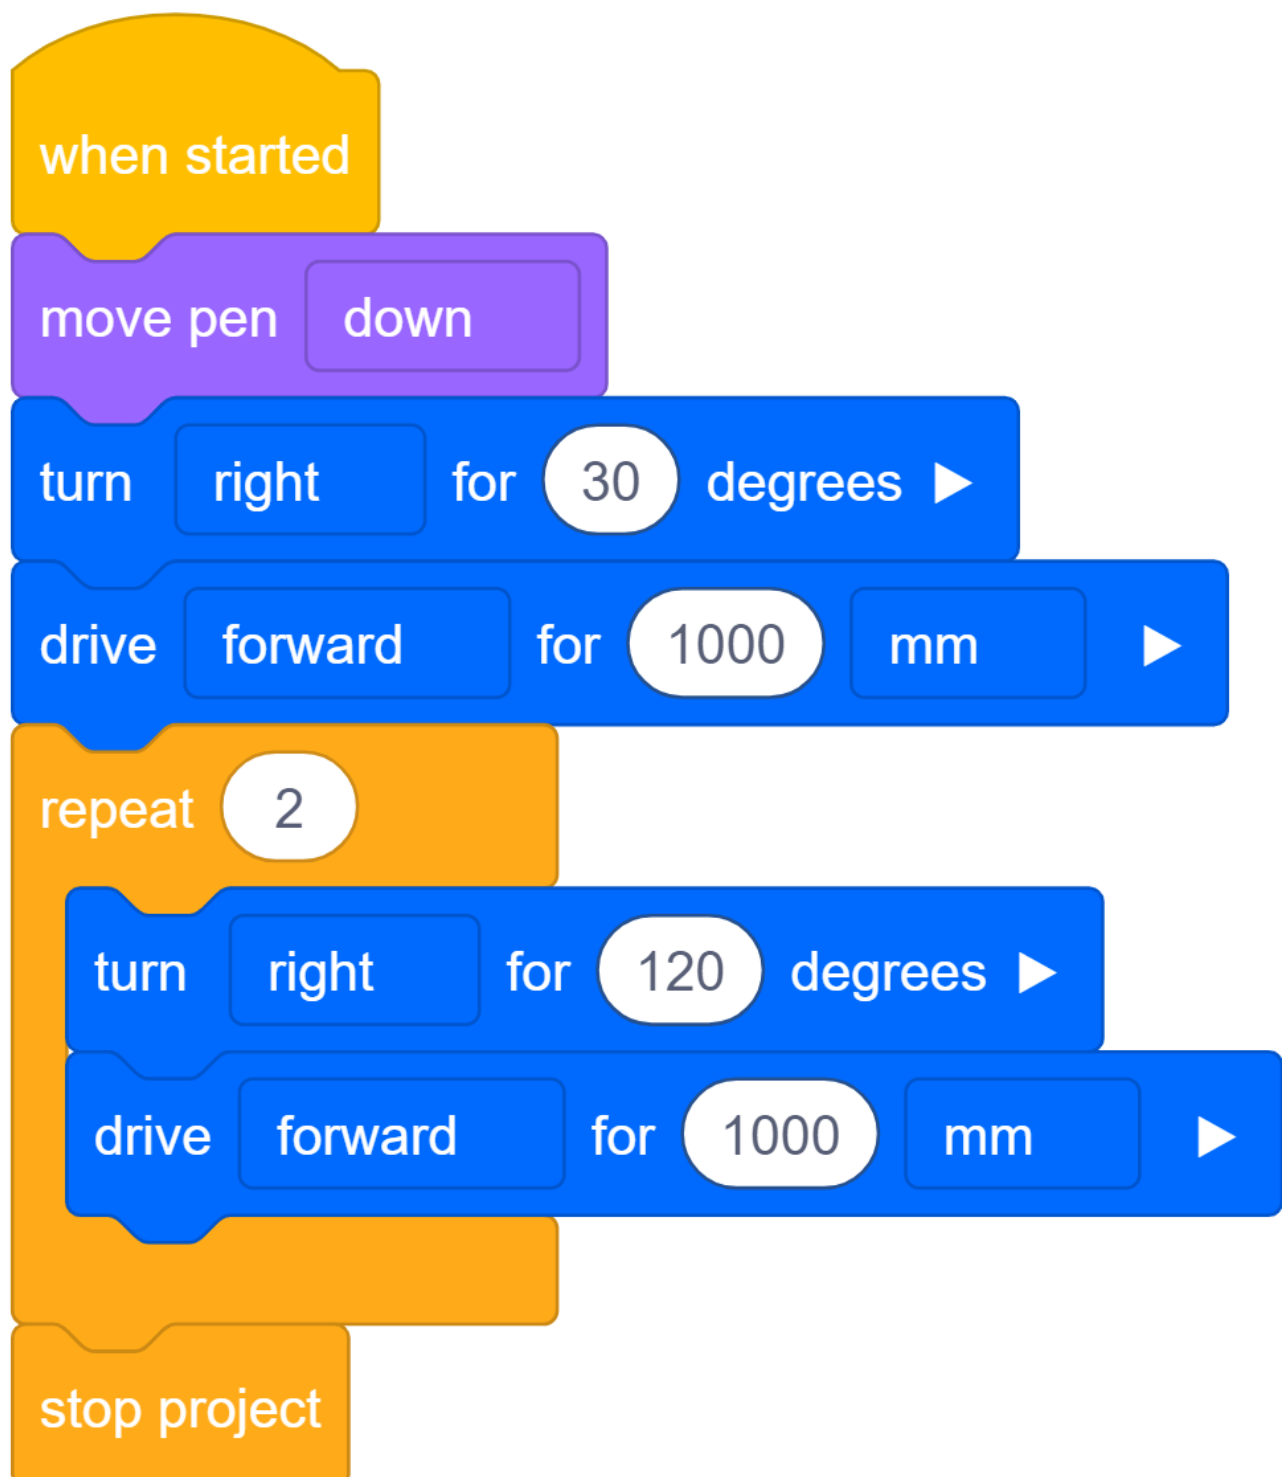 when started
move pen down
turn right for 30 degrees
drive forward for 1000 mm
repeat 2
turn right for 120 degrees
drive forward for 1000 mm
stop project